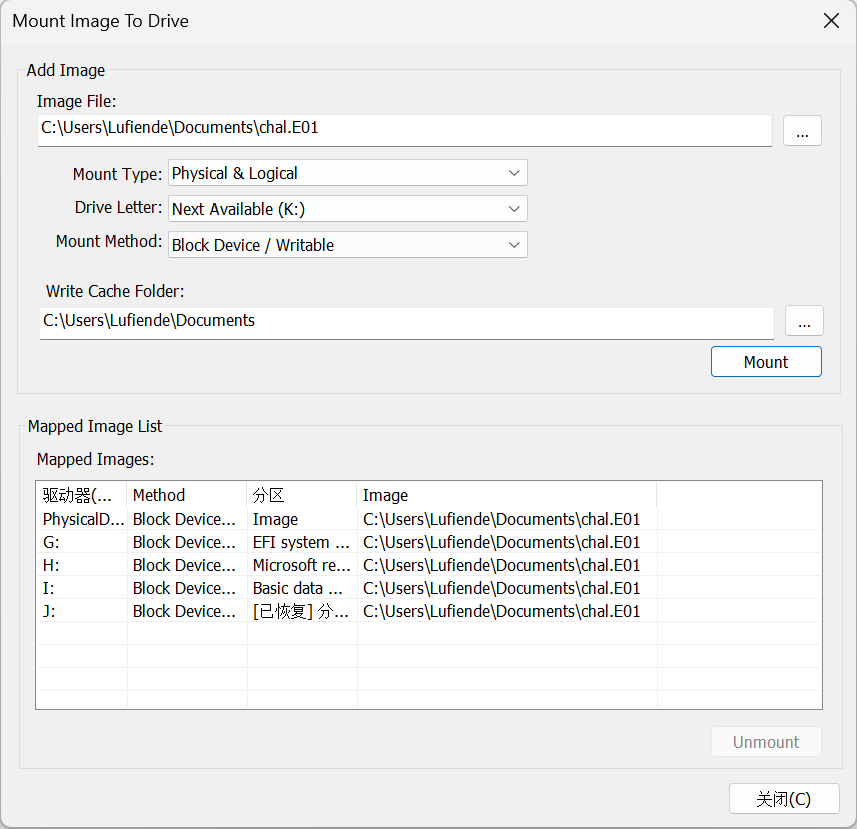 Mount Image To Drive
Add Image
Image File:
C:\Users\Lufiende\Documents\chal.E01
...
Mount Type: Physical & Logical
Drive Letter: Next Available (K:)
Mount Method: Block Device / Writable
Write Cache Folder:
C:\Users\Lufiende\Documents
...
Mount
Mapped Image List
Mapped Images:
驱动器(... Method 分区 Image
PhysicalD... Block Device... Image C:\Users\Lufiende\Documents\chal.E01
G: Block Device... EFI system ... C:\Users\Lufiende\Documents\chal.E01
H: Block Device... Microsoft re... C:\Users\Lufiende\Documents\chal.E01
I: Block Device... Basic data ... C:\Users\Lufiende\Documents\chal.E01
J: Block Device... [已恢复] 分... C:\Users\Lufiende\Documents\chal.E01
Unmount
关闭(C)